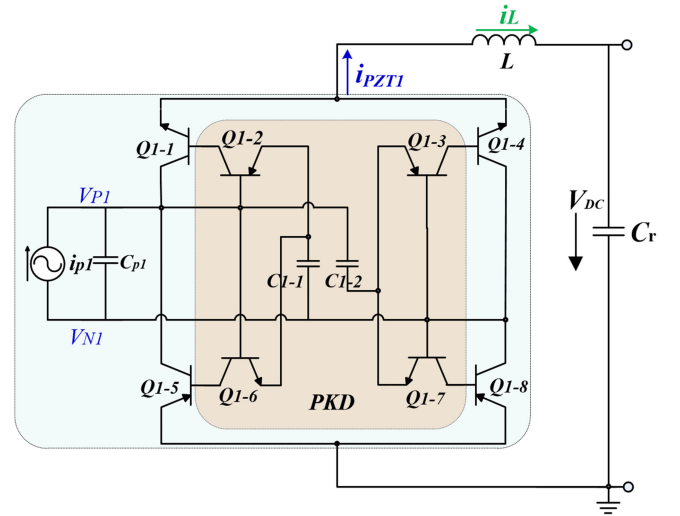 iL
L
iPZT1
Q1-1
Q1-2
Q1-3
Q1-4
VP1
VDC
Cr
ip1
Cp1
C1-1
C1-2
VN1
Q1-5
Q1-6
PKD
Q1-7
Q1-8